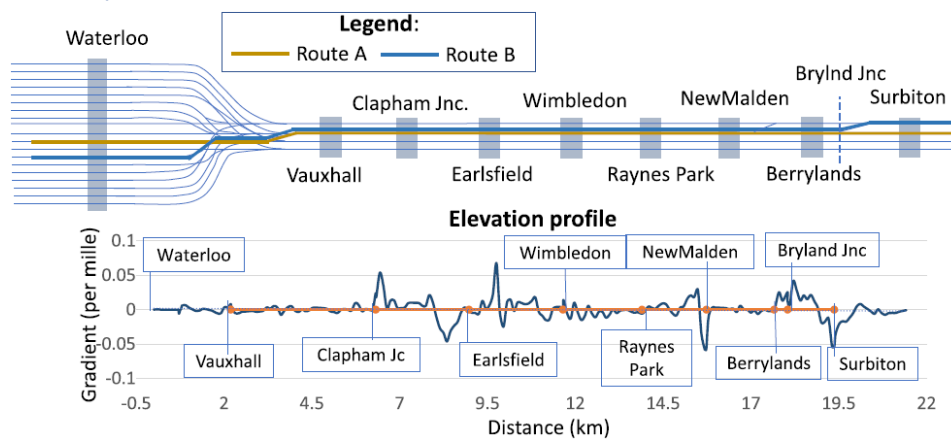 Legend:
Route A Route B
Waterloo
Clapham Jnc.
Wimbledon
NewMalden
Brylnd Jnc
Surbiton
Vauxhall
Earlsfield
Raynes Park
Berrylands
Elevation profile
Gradient (per mille)
0.1
0.05
0
-0.05
-0.1
Waterloo
Wimbledon
NewMalden
Bryland Jnc
Vauxhall
Clapham Jc
Earlsfield
Raynes
Park
Berrylands
Surbiton
-0.5 2 4.5 7 9.5 12 14.5 17 19.5 22
Distance (km)